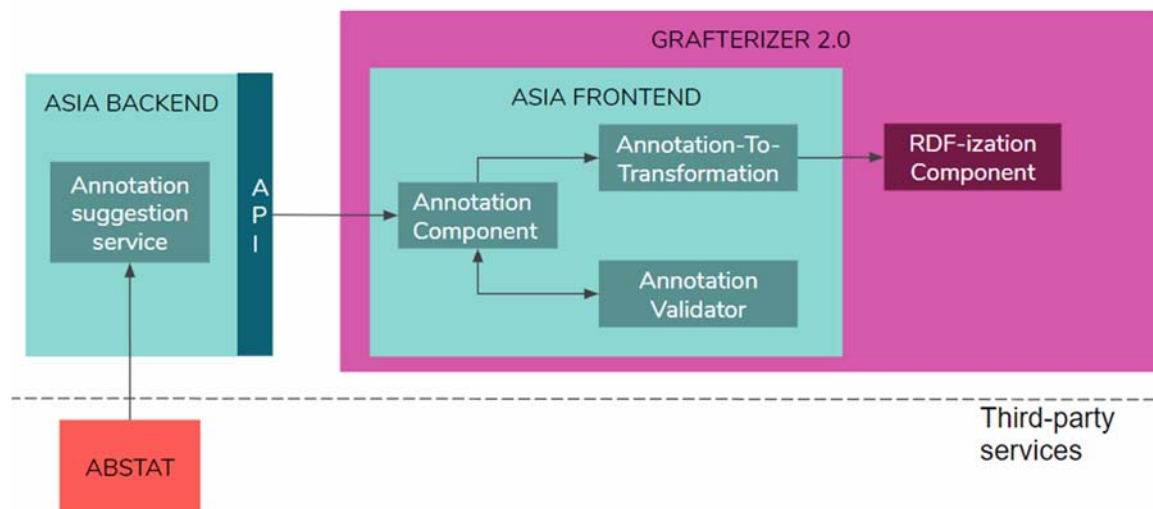 GRAFTERIZER 2.0
ASIA BACKEND
ASIA FRONTEND
Annotation
suggestion
service
A
P
I
Annotation
Component
Annotation-To-
Transformation
RDF-ization
Component
Annotation
Validator
Third-party
services
ABSTAT